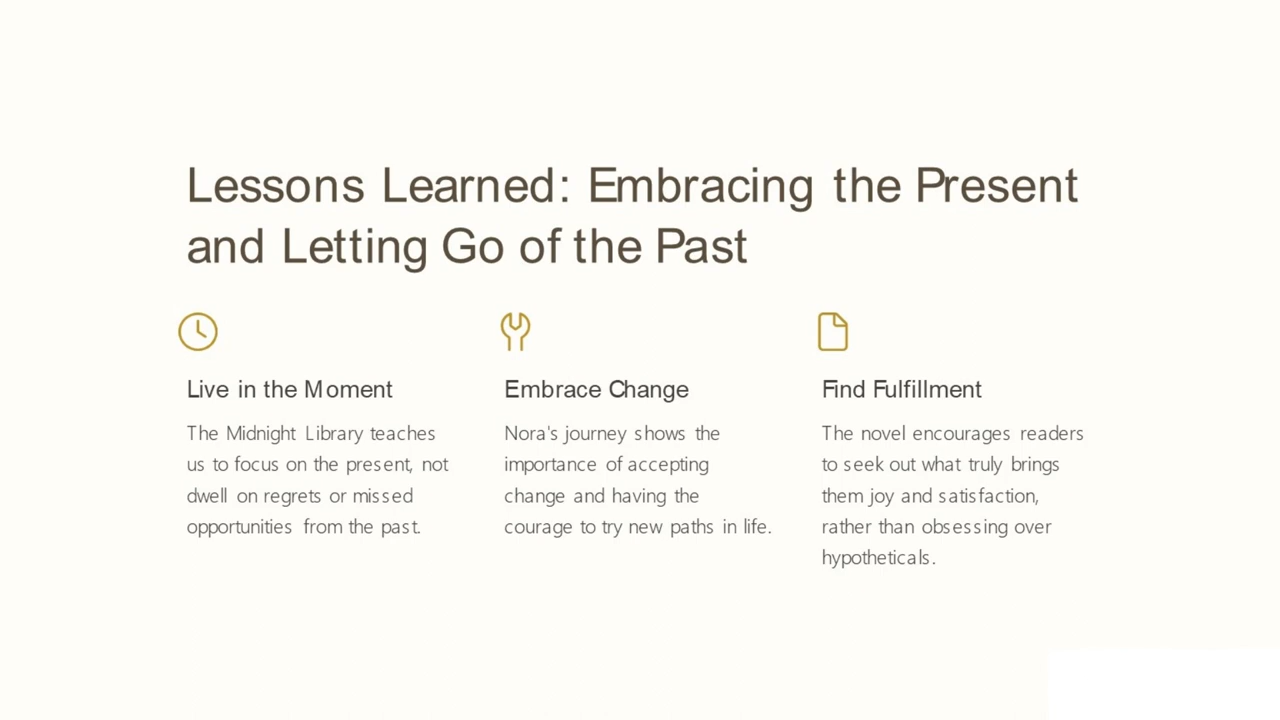 Lessons Learned: Embracing the Present
and Letting Go of the Past
Live in the Moment
The Midnight Library teaches
us to focus on the present, not
dwell on regrets or missed
opportunities from the past.
Embrace Change
Nora's journey shows the
importance of accepting
change and having the
courage to try new paths in life.
Find Fulfillment
The novel encourages readers
to seek out what truly brings
them joy and satisfaction,
rather than obsessing over
hypotheticals.